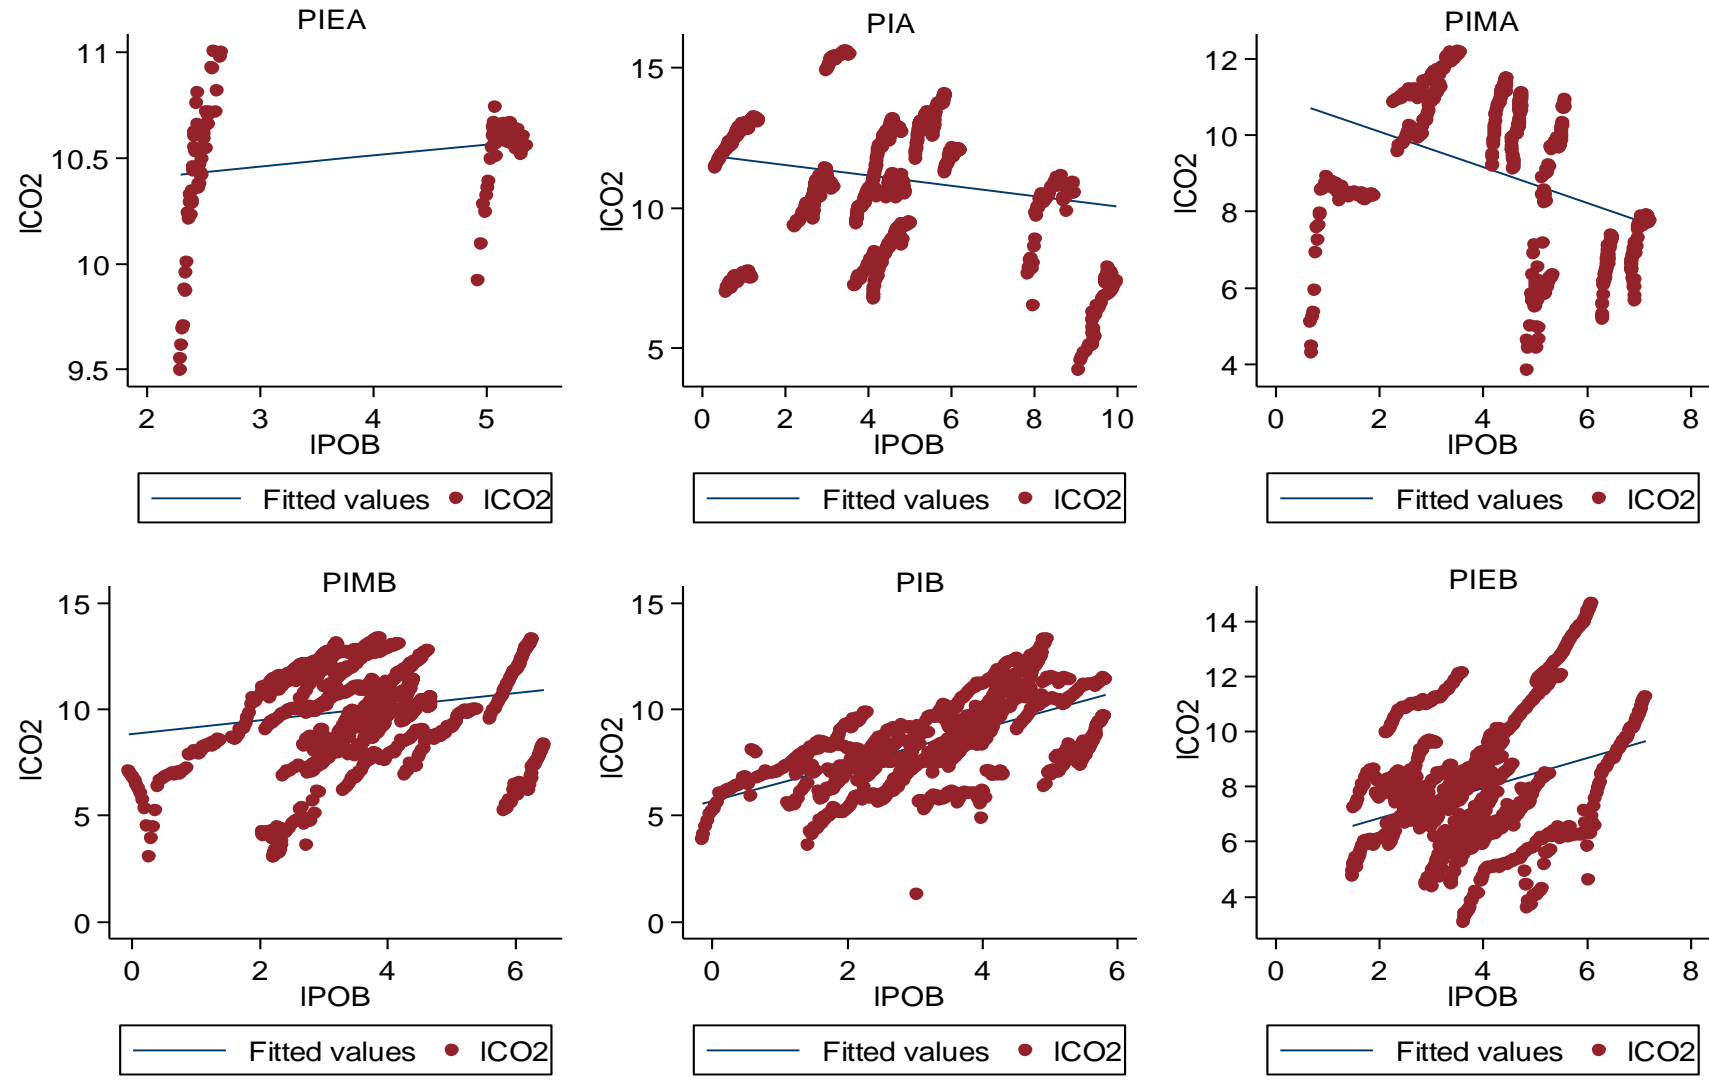 PIEA
11
10.5
10
9.5
lCO2
2 3 4 5
lPOB
Fitted values lCO2
PIA
15
10
5
lCO2
0 2 4 6 8 10
lPOB
Fitted values lCO2
PIMA
12
10
8
6
4
lCO2
0 2 4 6 8
lPOB
Fitted values lCO2
PIMB
15
10
5
0
lCO2
0 2 4 6
lPOB
Fitted values lCO2
PIB
15
10
5
0
lCO2
0 2 4 6
lPOB
Fitted values lCO2
PIEB
14
12
10
8
6
4
lCO2
0 2 4 6 8
lPOB
Fitted values lCO2